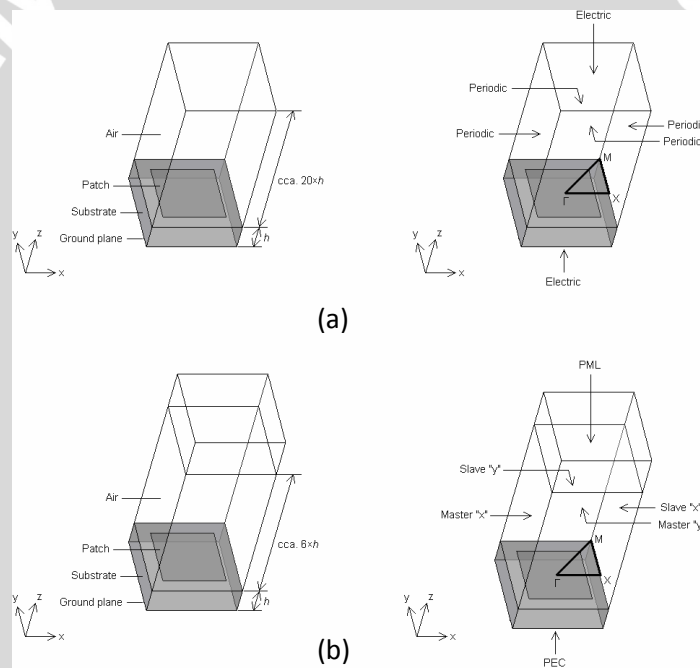 Electric
Periodic
Periodic
Periodi
Periodic
Air
Patch
Substrate
Ground plane
cca. 20×h
h
M
Γ
X
y
z
x
y
z
x
Electric
(a)
PML
Slave "y"
Master "x"
Slave "x"
Master "y
Air
Patch
Substrate
Ground plane
cca. 6×h
h
M
Γ
X
y
z
x
y
z
x
PEC
(b)